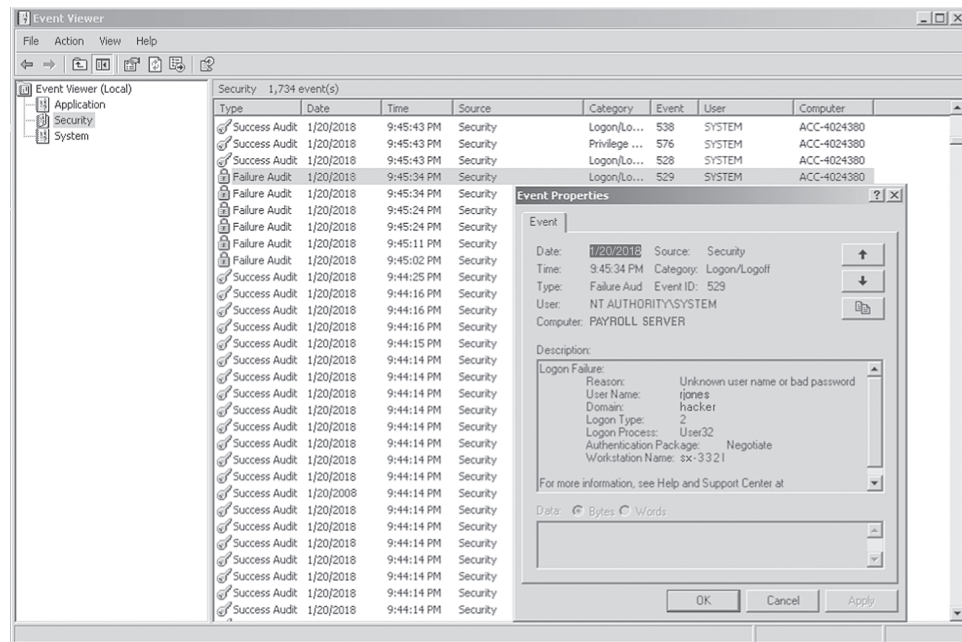 Event Viewer
File Action View Help
Event Viewer (Local)
Application
Security
System
Security 1,734 event(s)
Type Date Time Source Category Event User Computer
Success Audit 1/20/2018 9:45:43 PM Security Logon/Lo... 538 SYSTEM ACC-4024380
Success Audit 1/20/2018 9:45:43 PM Security Privilege ... 576 SYSTEM ACC-4024380
Success Audit 1/20/2018 9:45:43 PM Security Logon/Lo... 528 SYSTEM ACC-4024380
Failure Audit 1/20/2018 9:45:34 PM Security Logon/Lo... 529 SYSTEM ACC-4024380
Failure Audit 1/20/2018 9:45:34 PM Security
Failure Audit 1/20/2018 9:45:24 PM Security
Failure Audit 1/20/2018 9:45:24 PM Security
Failure Audit 1/20/2018 9:45:11 PM Security
Failure Audit 1/20/2018 9:45:02 PM Security
Success Audit 1/20/2018 9:44:25 PM Security
Success Audit 1/20/2018 9:44:16 PM Security
Success Audit 1/20/2018 9:44:16 PM Security
Success Audit 1/20/2018 9:44:16 PM Security
Success Audit 1/20/2018 9:44:15 PM Security
Success Audit 1/20/2018 9:44:14 PM Security
Success Audit 1/20/2018 9:44:14 PM Security
Success Audit 1/20/2018 9:44:14 PM Security
Success Audit 1/20/2018 9:44:14 PM Security
Success Audit 1/20/2018 9:44:14 PM Security
Success Audit 1/20/2018 9:44:14 PM Security
Success Audit 1/20/2018 9:44:14 PM Security
Success Audit 1/20/2018 9:44:14 PM Security
Success Audit 1/20/2008 9:44:14 PM Security
Success Audit 1/20/2018 9:44:14 PM Security
Success Audit 1/20/2018 9:44:14 PM Security
Success Audit 1/20/2018 9:44:14 PM Security
Success Audit 1/20/2018 9:44:14 PM Security
Success Audit 1/20/2018 9:44:14 PM Security
Success Audit 1/20/2018 9:44:14 PM Security
Success Audit 1/20/2018 9:44:14 PM Security
Event Properties
Event
Date: 1/20/2018 Source: Security
Time: 9:45:34 PM Category: Logon/Logoff
Type: Failure Aud Event ID: 529
User: NT AUTHORITY\SYSTEM
Computer: PAYROLL SERVER
Description:
Logon Failure:
Reason: Unknown user name or bad password
User Name: rjones
Domain: hacker
Logon Type: 2
Logon Process: User32
Authentication Package: Negotiate
Workstation Name: sx-332l
For more information, see Help and Support Center at
Data: Bytes Words
OK Cancel Apply